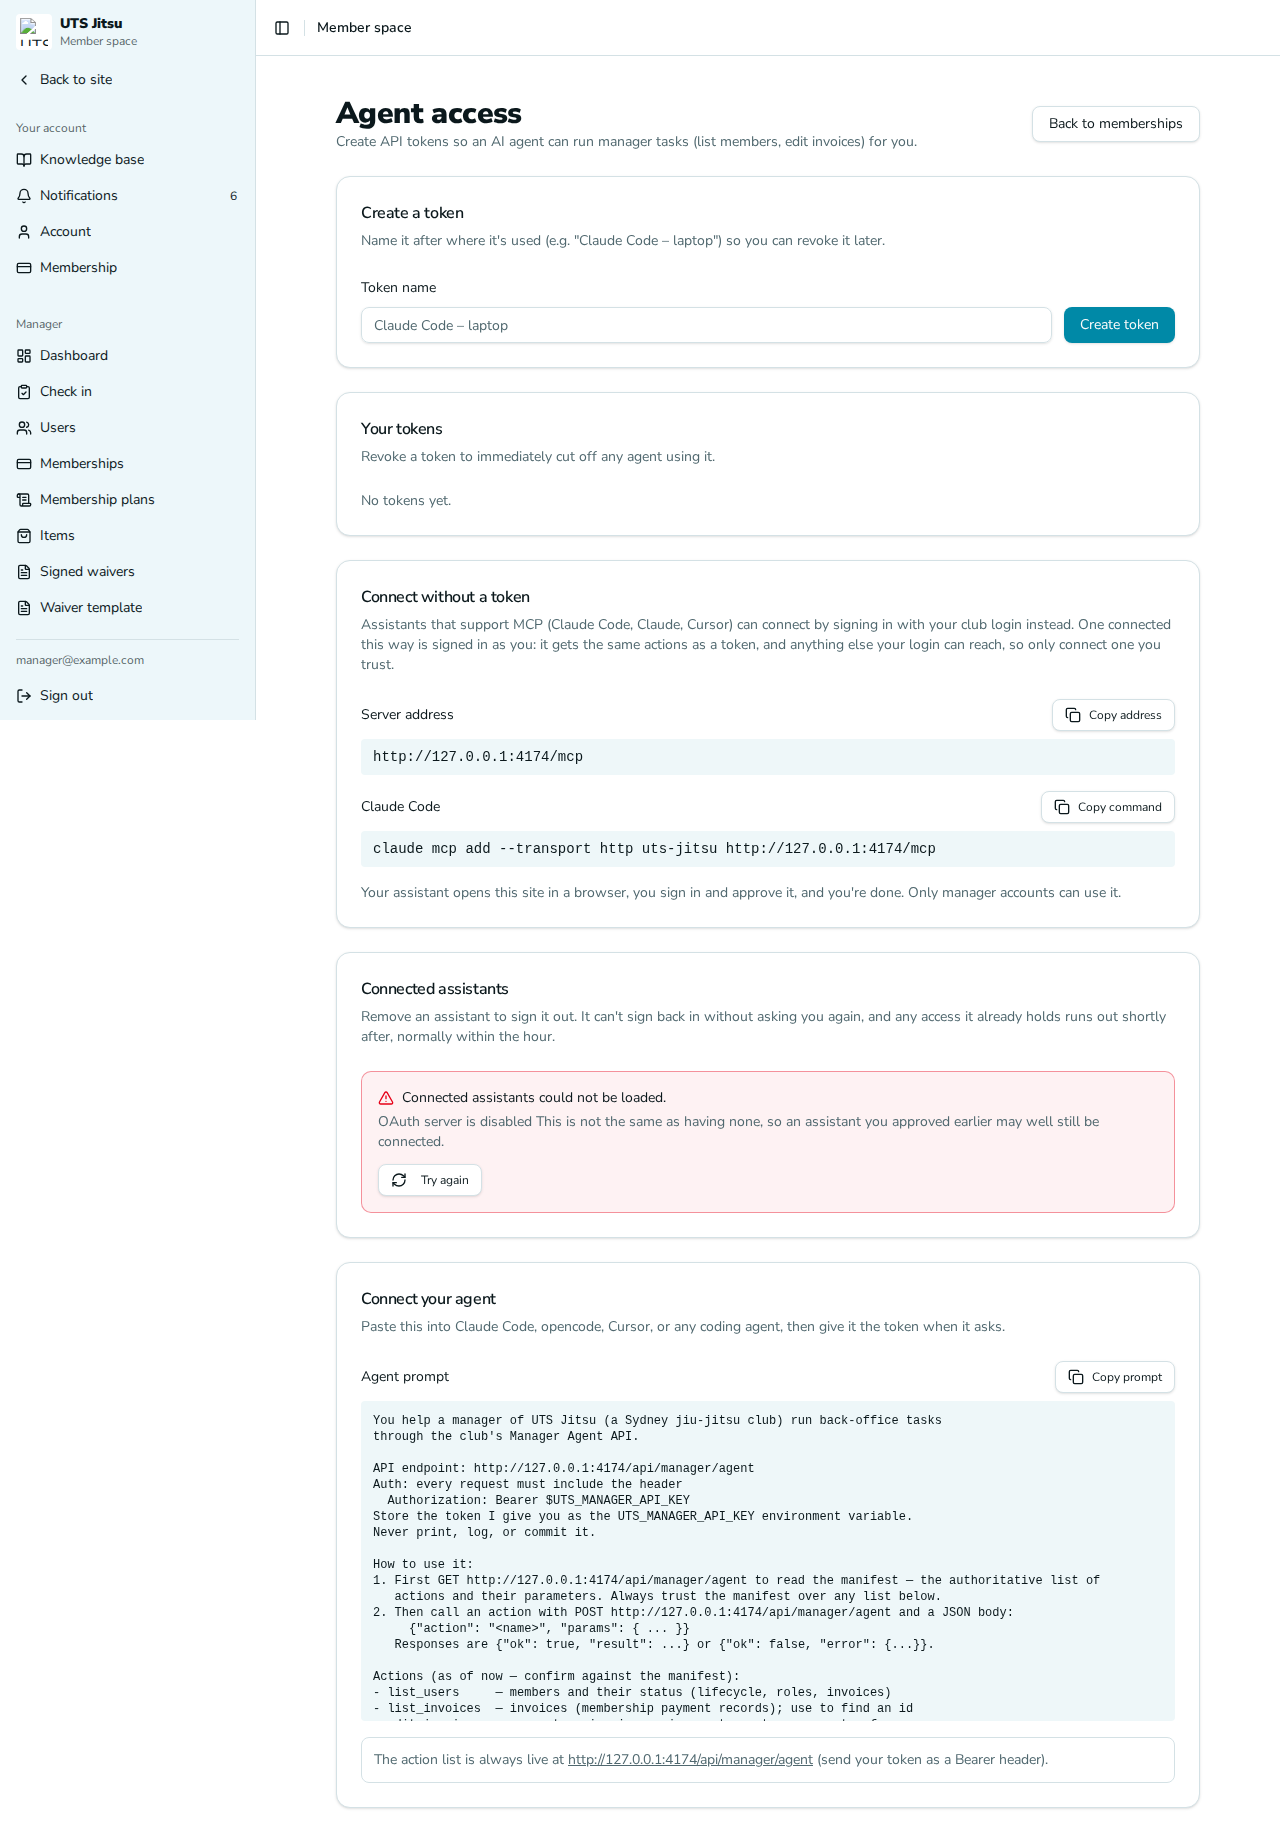 UTS Jitsu
Member space
Back to site
Your account
Knowledge base
Notifications 6
Account
Membership
Manager
Dashboard
Check in
Users
Memberships
Membership plans
Items
Signed waivers
Waiver template
manager@example.com
Sign out
Member space
Agent access
Create API tokens so an AI agent can run manager tasks (list members, edit invoices) for you.
Back to memberships
Create a token
Name it after where it's used (e.g. "Claude Code – laptop") so you can revoke it later.
Token name
Claude Code – laptop
Create token
Your tokens
Revoke a token to immediately cut off any agent using it.
No tokens yet.
Connect without a token
Assistants that support MCP (Claude Code, Claude, Cursor) can connect by signing in with your club login instead. One connected
this way is signed in as you: it gets the same actions as a token, and anything else your login can reach, so only connect one you
trust.
Server address
Copy address
http://127.0.0.1:4174/mcp
Claude Code
Copy command
claude mcp add --transport http uts-jitsu http://127.0.0.1:4174/mcp
Your assistant opens this site in a browser, you sign in and approve it, and you're done. Only manager accounts can use it.
Connected assistants
Remove an assistant to sign it out. It can't sign back in without asking you again, and any access it already holds runs out shortly
after, normally within the hour.
Connected assistants could not be loaded.
OAuth server is disabled This is not the same as having none, so an assistant you approved earlier may well still be
connected.
Try again
Connect your agent
Paste this into Claude Code, opencode, Cursor, or any coding agent, then give it the token when it asks.
Agent prompt
Copy prompt
You help a manager of UTS Jitsu (a Sydney jiu-jitsu club) run back-office tasks
through the club's Manager Agent API.
API endpoint: http://127.0.0.1:4174/api/manager/agent
Auth: every request must include the header
Authorization: Bearer $UTS_MANAGER_API_KEY
Store the token I give you as the UTS_MANAGER_API_KEY environment variable.
Never print, log, or commit it.
How to use it:
1. First GET http://127.0.0.1:4174/api/manager/agent to read the manifest — the authoritative list of
actions and their parameters. Always trust the manifest over any list below.
2. Then call an action with POST http://127.0.0.1:4174/api/manager/agent and a JSON body:
{"action": "<name>", "params": { ... }}
Responses are {"ok": true, "result": ...} or {"ok": false, "error": {...}}.
Actions (as of now — confirm against the manifest):
- list_users — members and their status (lifecycle, roles, invoices)
- list_invoices — invoices (membership payment records); use to find an id
The action list is always live at http://127.0.0.1:4174/api/manager/agent (send your token as a Bearer header).